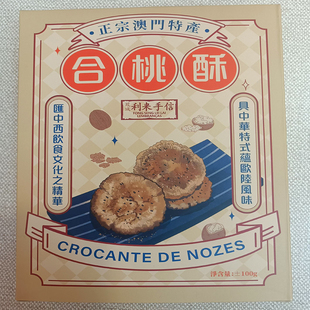 正宗澳門特產
合桃酥
利來手信
匯中西飲食文化之精華
具中華特式蘊歐陸風味
CROCANTE DE NOZES
淨含量:±100g